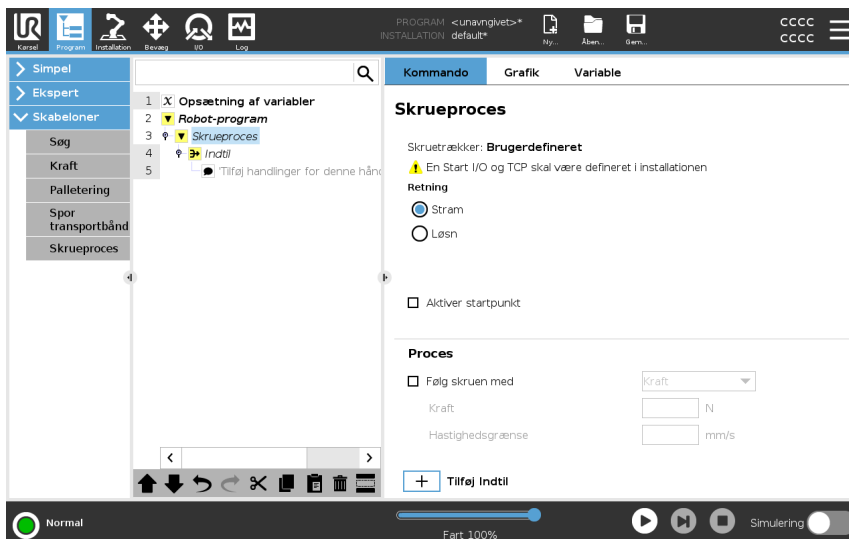 UR
Kørsel
Program
Installation
Bevæg
I/O
Log
PROGRAM <unavngivet>*
INSTALLATION default*
Ny...
Åben...
Gem...
CCCC
CCCC
Simpel
Ekspert
Skabeloner
Søg
Kraft
Palletering
Spor
transportbånd
Skrueproces
1 X Opsætning af variabler
2 Robot-program
3 Skrueproces
4 Indtil
5 'Tilføj handlinger for denne hånd
Kommando Grafik Variable
Skrueproces
Skruetrækker: Brugerdefineret
En Start I/O og TCP skal være defineret i installationen
Retning
Stram
Løsn
Aktiver startpunkt
Proces
Følg skruen med Kraft
Kraft N
Hastighedsgrænse mm/s
+ Tilføj Indtil
Normal
Fart 100%
Simulering